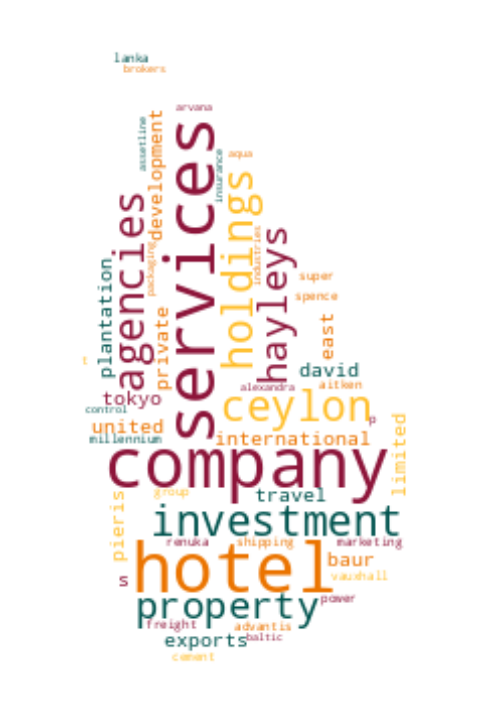 lanka
brokers
arvana
services
assetline
development
insurance
aqua
agencies
holdings
hayleys
packaging
industries
plantation
private
super
spence
east
t
david
tokyo
alexandra
aitken
control
ceylon
p
united
millennium
international
limited
company
pieris
group
travel
investment
renuka
shipping
marketing
hotel
baur
vauxhall
s
property
power
freight
advantis
exports
baltic
cement